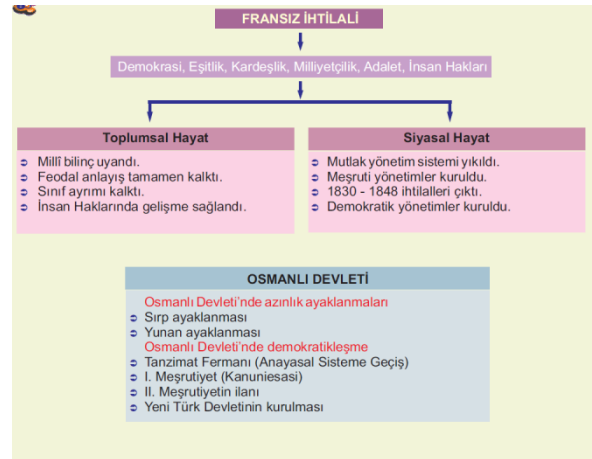 FRANSIZ İHTİLALİ
Demokrasi, Eşitlik, Kardeşlik, Milliyetçilik, Adalet, İnsan Hakları
Toplumsal Hayat
Millî bilinç uyandı.
Feodal anlayış tamamen kalktı.
Sınıf ayrımı kalktı.
İnsan Haklarında gelişme sağlandı.
Siyasal Hayat
Mutlak yönetim sistemi yıkıldı.
Meşruti yönetimler kuruldu.
1830 - 1848 ihtilalleri çıktı.
Demokratik yönetimler kuruldu.
OSMANLI DEVLETİ
Osmanlı Devleti'nde azınlık ayaklanmaları
Sırp ayaklanması
Yunan ayaklanması
Osmanlı Devleti'nde demokratikleşme
Tanzimat Fermanı (Anayasal Sisteme Geçiş)
I. Meşrutiyet (Kanuniesasi)
II. Meşrutiyetin ilanı
Yeni Türk Devletinin kurulması